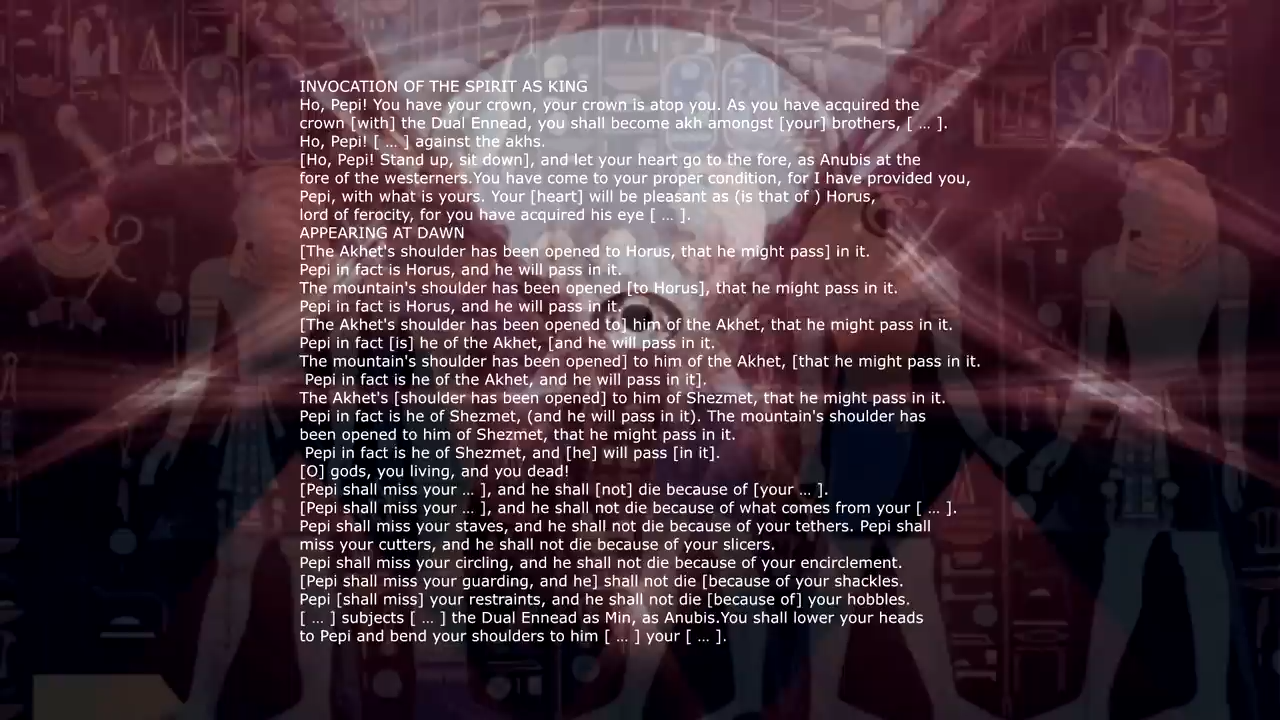 INVOCATION OF THE SPIRIT AS KING
Ho, Pepi! You have your crown, your crown is atop you. As you have acquired the
crown [with] the Dual Ennead, you shall become akh amongst [your] brothers, [ ... ].
Ho, Pepi! [ ... ] against the akhs.
[Ho, Pepi! Stand up, sit down], and let your heart go to the fore, as Anubis at the
fore of the westerners.You have come to your proper condition, for I have provided you,
Pepi, with what is yours. Your [heart] will be pleasant as (is that of ) Horus,
lord of ferocity, for you have acquired his eye [ ... ].
APPEARING AT DAWN
[The Akhet's shoulder has been opened to Horus, that he might pass] in it.
Pepi in fact is Horus, and he will pass in it.
The mountain's shoulder has been opened [to Horus], that he might pass in it.
Pepi in fact is Horus, and he will pass in it.
[The Akhet's shoulder has been opened to] him of the Akhet, that he might pass in it.
Pepi in fact [is] he of the Akhet, [and he will pass in it.
The mountain's shoulder has been opened] to him of the Akhet, [that he might pass in it.
Pepi in fact is he of the Akhet, and he will pass in it].
The Akhet's [shoulder has been opened] to him of Shezmet, that he might pass in it.
Pepi in fact is he of Shezmet, (and he will pass in it). The mountain's shoulder has
been opened to him of Shezmet, that he might pass in it.
Pepi in fact is he of Shezmet, and [he] will pass [in it].
[O] gods, you living, and you dead!
[Pepi shall miss your ... ], and he shall [not] die because of [your ... ].
[Pepi shall miss your ... ], and he shall not die because of what comes from your [ ... ].
Pepi shall miss your staves, and he shall not die because of your tethers. Pepi shall
miss your cutters, and he shall not die because of your slicers.
Pepi shall miss your circling, and he shall not die because of your encirclement.
[Pepi shall miss your guarding, and he] shall not die [because of your shackles.
Pepi [shall miss] your restraints, and he shall not die [because of] your hobbles.
[ ... ] subjects [ ... ] the Dual Ennead as Min, as Anubis.You shall lower your heads
to Pepi and bend your shoulders to him [ ... ] your [ ... ].